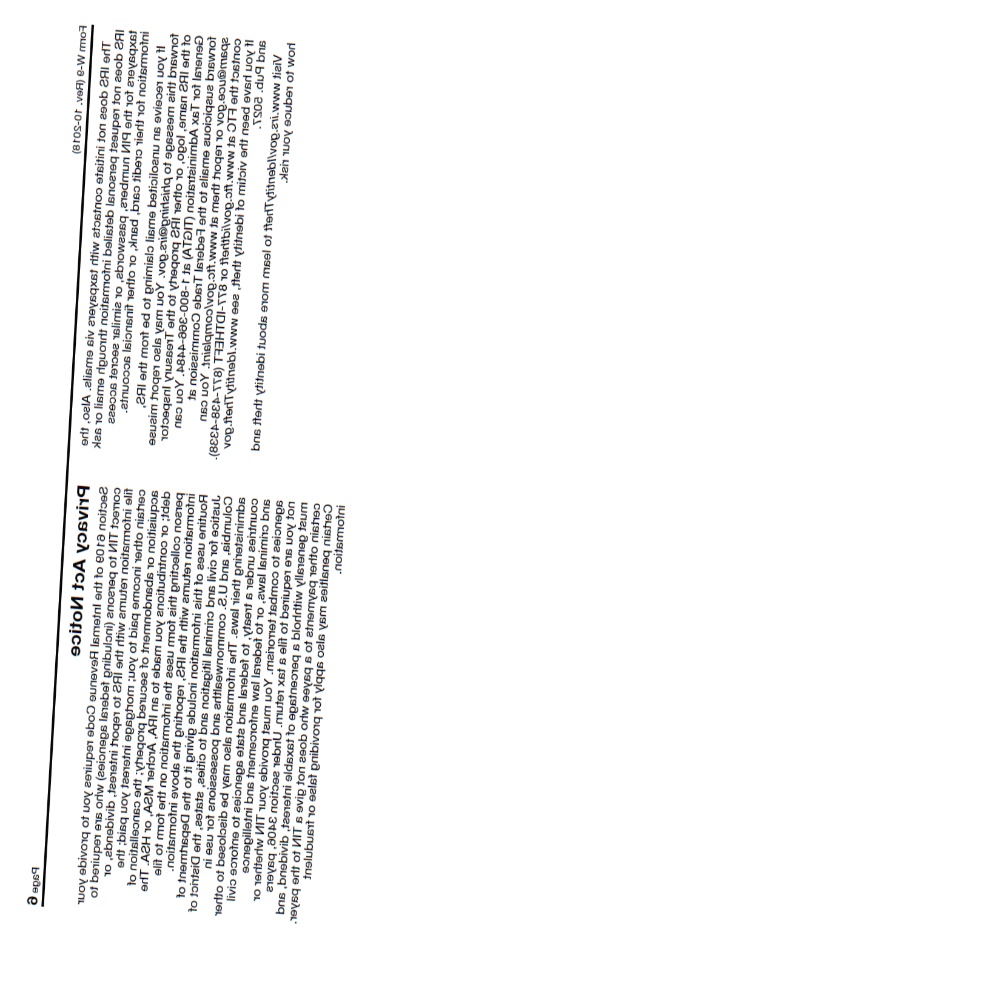 Form W-9 (Rev. 10-2018)
Page 6
The IRS does not initiate contacts with taxpayers via emails. Also, the
IRS does not request personal detailed information through email or ask
taxpayers for the PIN numbers, passwords, or similar secret access
information for their credit card, bank, or other financial accounts.
If you receive an unsolicited email claiming to be from the IRS,
forward this message to phishing@irs.gov. You may also report misuse
of the IRS name, logo, or other IRS property to the Treasury Inspector
General for Tax Administration (TIGTA) at 1-800-366-4484. You can
forward suspicious emails to the Federal Trade Commission at
spam@uce.gov or report them at www.ftc.gov/complaint. You can
contact the FTC at www.ftc.gov/idtheft or 877-IDTHEFT (877-438-4338).
If you have been the victim of identity theft, see www.IdentityTheft.gov
and Pub. 5027.
Visit www.irs.gov/IdentityTheft to learn more about identity theft and
how to reduce your risk.
Privacy Act Notice
Section 6109 of the Internal Revenue Code requires you to provide your
correct TIN to persons (including federal agencies) who are required to
file information returns with the IRS to report interest, dividends, or
certain other income paid to you; mortgage interest you paid; the
acquisition or abandonment of secured property; the cancellation of
debt; or contributions you made to an IRA, Archer MSA, or HSA. The
person collecting this form uses the information on the form to file
information returns with the IRS, reporting the above information.
Routine uses of this information include giving it to the Department of
Justice for civil and criminal litigation and to cities, states, the District of
Columbia, and U.S. commonwealths and possessions for use in
administering their laws. The information also may be disclosed to other
countries under a treaty, to federal and state agencies to enforce civil
and criminal laws, or to federal law enforcement and intelligence
agencies to combat terrorism. You must provide your TIN whether or
not you are required to file a tax return. Under section 3406, payers
must generally withhold a percentage of taxable interest, dividend, and
certain other payments to a payee who does not give a TIN to the payer.
Certain penalties may also apply for providing false or fraudulent
information.